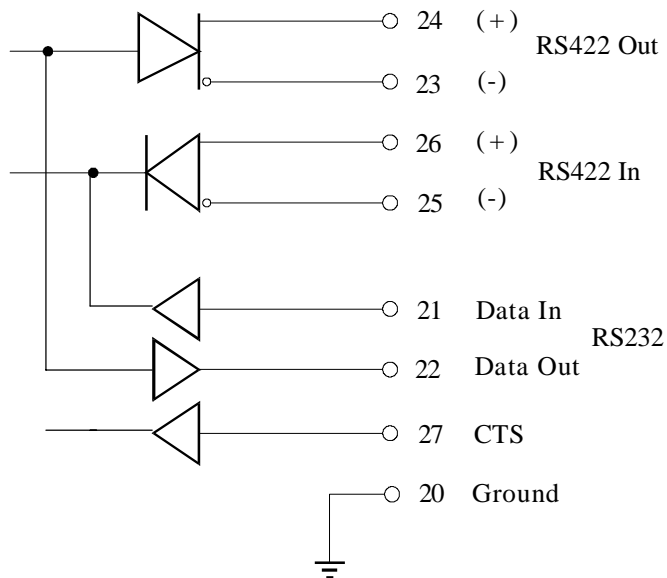 24 (+)
RS422 Out
23 (-)
26 (+)
RS422 In
25 (-)
21 Data In
RS232
22 Data Out
27 CTS
20 Ground